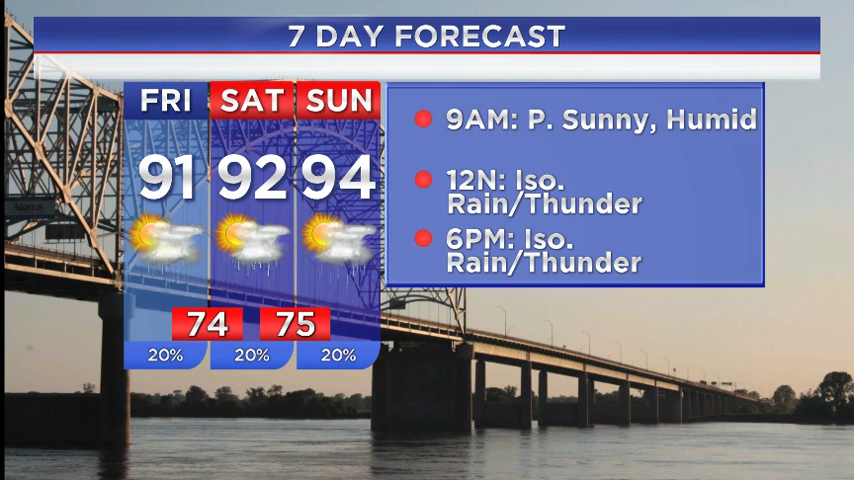 7 DAY FORECAST
FRI SAT SUN
91 92 94
74 75
20% 20% 20%
9AM: P. Sunny, Humid
12N: Iso.
Rain/Thunder
6PM: Iso.
Rain/Thunder